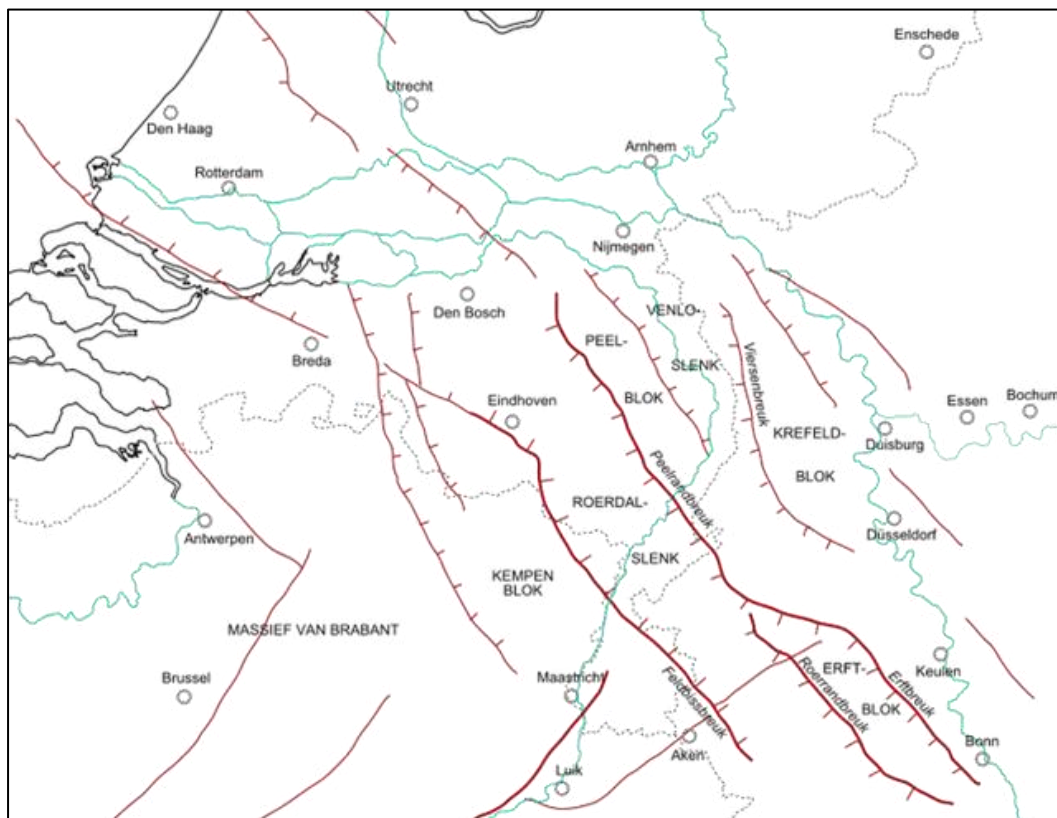 Enschede
Utrecht
Den Haag
Arnhem
Rotterdam
Nijmegen
Den Bosch
VENLO-
SLENK
PEEL-
BLOK
Breda
Viersenbreuk
Eindhoven
Essen
Bochum
KREFELD-
BLOK
Duisburg
Peelrandbreuk
ROERDAL-
SLENK
Antwerpen
Düsseldorf
KEMPEN
BLOK
MASSIEF VAN BRABANT
Brussel
Maastricht
Feldbissbreuk
Roerrandbreuk
ERFT-
BLOK
Erftbreuk
Keulen
Aken
Bonn
Luik